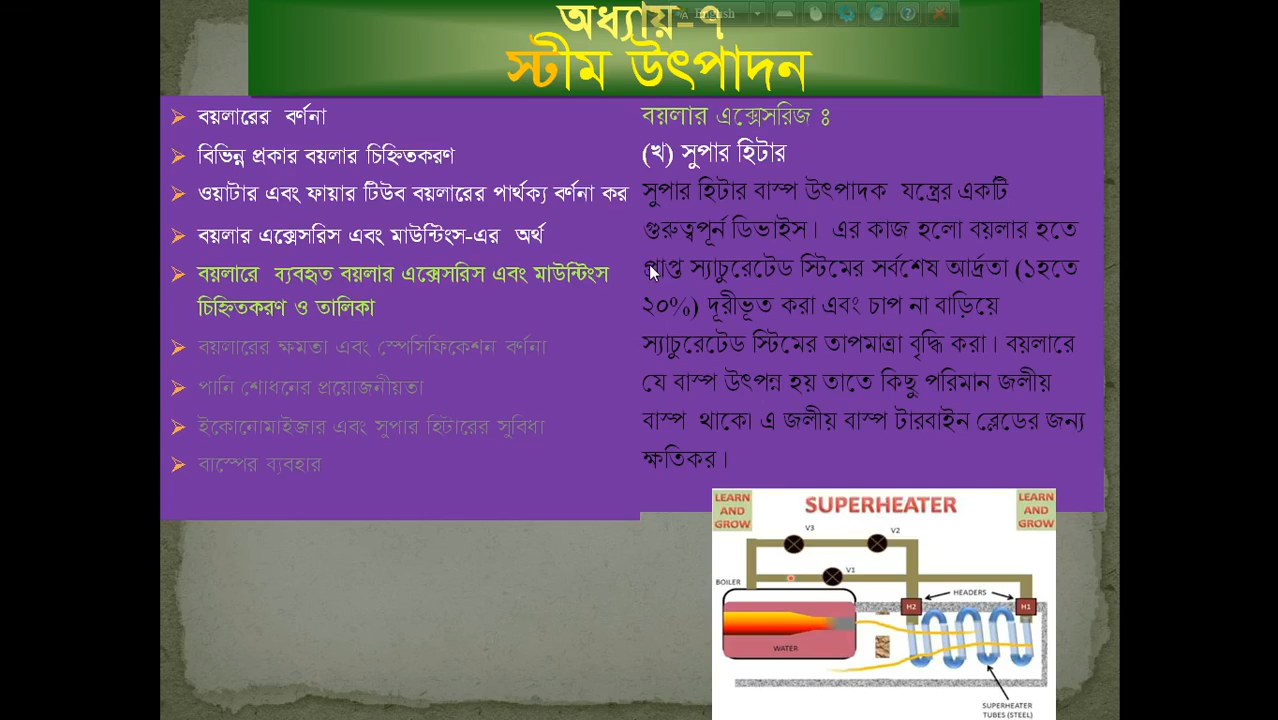 অধ্যায়-৭
English
স্টীম উৎপাদন
বয়লারের বর্ণনা
বিভিন্ন প্রকার বয়লার চিহ্নিতকরণ
ওয়াটার এবং ফায়ার টিউব বয়লারের পার্থক্য বর্ণনা কর
বয়লার এক্সেসরিস এবং মাউন্টিংস-এর অর্থ
বয়লারে ব্যবহৃত বয়লার এক্সেসরিস এবং মাউন্টিংস
চিহ্নিতকরণ ও তালিকা
বয়লারের ক্ষমতা এবং স্পেসিফিকেশন বর্ণনা
পানি শোধনের প্রয়োজনীয়তা
ইকোনোমাইজার এবং সুপার হিটারের সুবিধা
বাস্পের ব্যবহার
বয়লার এক্সেসরিজ ঃ
(খ) সুপার হিটার
সুপার হিটার বাস্প উৎপাদক যন্ত্রের একটি
গুরুত্বপূর্ন ডিভাইস। এর কাজ হলো বয়লার হতে
প্রাপ্ত স্যাচুরেটেড স্টিমের সর্বশেষ আর্দ্রতা (১হতে
২০%) দূরীভূত করা এবং চাপ না বাড়িয়ে
স্যাচুরেটেড স্টিমের তাপমাত্রা বৃদ্ধি করা। বয়লারে
যে বাস্প উৎপন্ন হয় তাতে কিছু পরিমান জলীয়
বাস্প থাকে। এ জলীয় বাস্প টারবাইন ব্লেডের জন্য
ক্ষতিকর।
LEARN AND GROW
SUPERHEATER
LEARN AND GROW
V3
V2
V1
BOILER
HEADERS
H2
H1
WATER
SUPERHEATER
TUBES (STEEL)